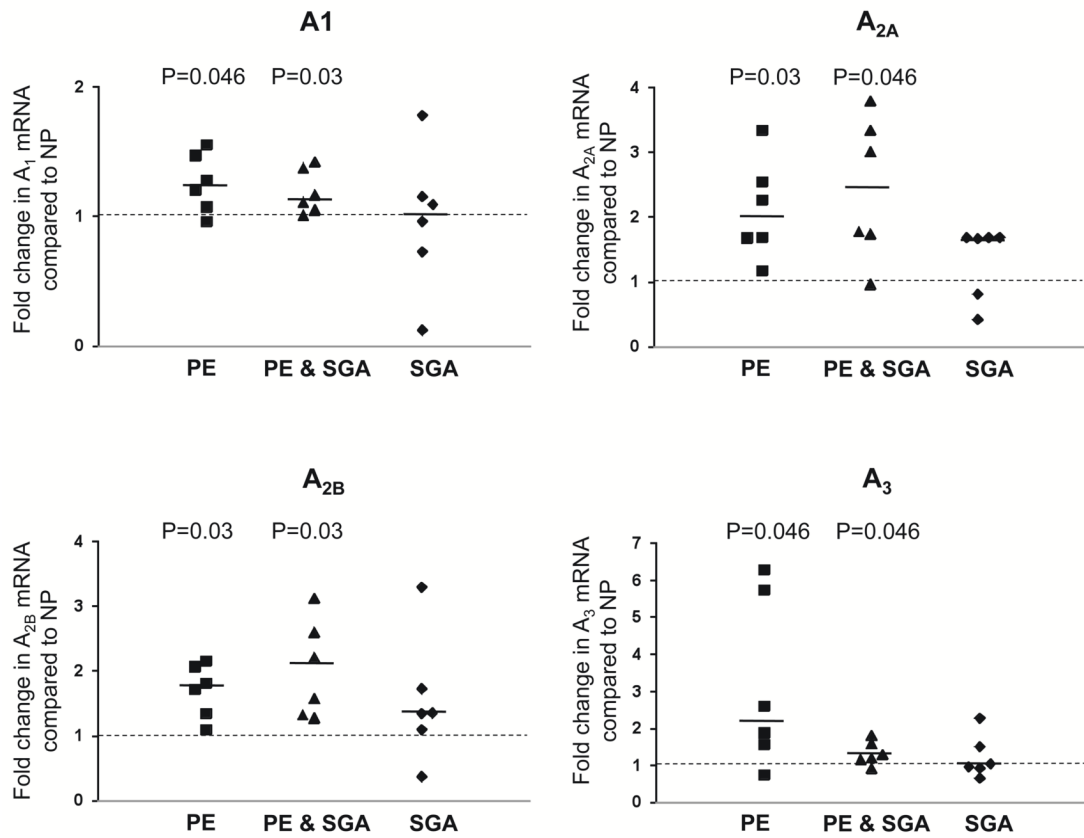 A1
P=0.046 P=0.03
Fold change in A1 mRNA
compared to NP
2
1
0
PE PE & SGA SGA
A2A
P=0.03 P=0.046
Fold change in A2A mRNA
compared to NP
4
3
2
1
0
PE PE & SGA SGA
A2B
P=0.03 P=0.03
Fold change in A2B mRNA
compared to NP
4
3
2
1
0
PE PE & SGA SGA
A3
P=0.046 P=0.046
Fold change in A3 mRNA
compared to NP
7
6
5
4
3
2
1
0
PE PE & SGA SGA